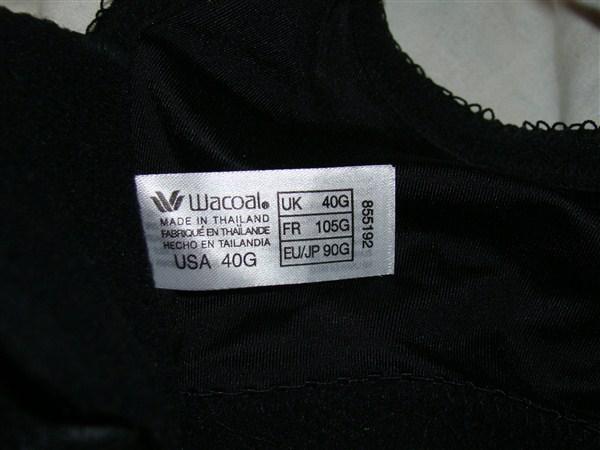 Wacoal®
MADE IN THAILAND
FABRIQUÉ EN THAÏLANDE
HECHO EN TAILANDIA
USA 40G
UK 40G
FR 105G
EU/JP 90G
855192